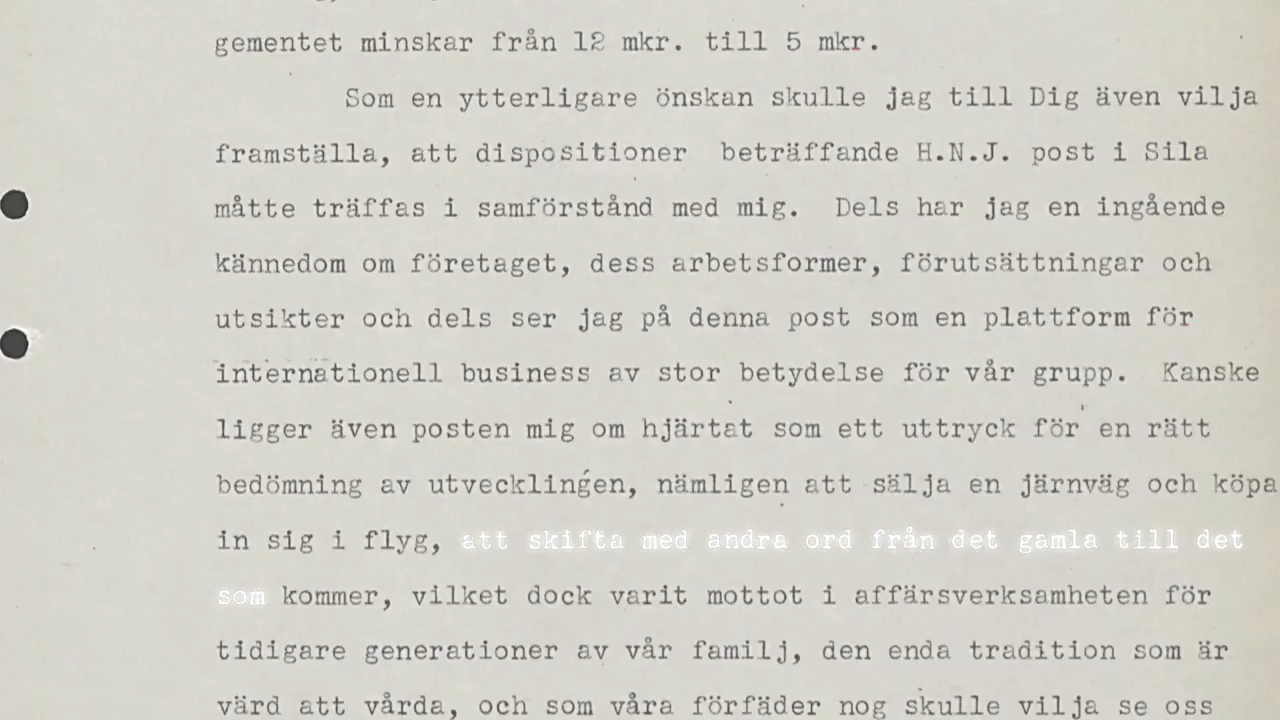 gementet minskar från 12 mkr. till 5 mkr.
Som en ytterligare önskan skulle jag till Dig även vilja
framställa, att dispositioner beträffande H.N.J. post i Sila
måtte träffas i samförstånd med mig. Dels har jag en ingående
kännedom om företaget, dess arbetsformer, förutsättningar och
utsikter och dels ser jag på denna post som en plattform för
internationell business av stor betydelse för vår grupp. Kanske
ligger även posten mig om hjärtat som ett uttryck för en rätt
bedömning av utvecklingen, nämligen att sälja en järnväg och köpa
in sig i flyg, att skifta med andra ord från det gamla till det
som kommer, vilket dock varit mottot i affärsverksamheten för
tidigare generationer av vår familj, den enda tradition som är
värd att vårda, och som våra förfäder nog skulle vilja se oss